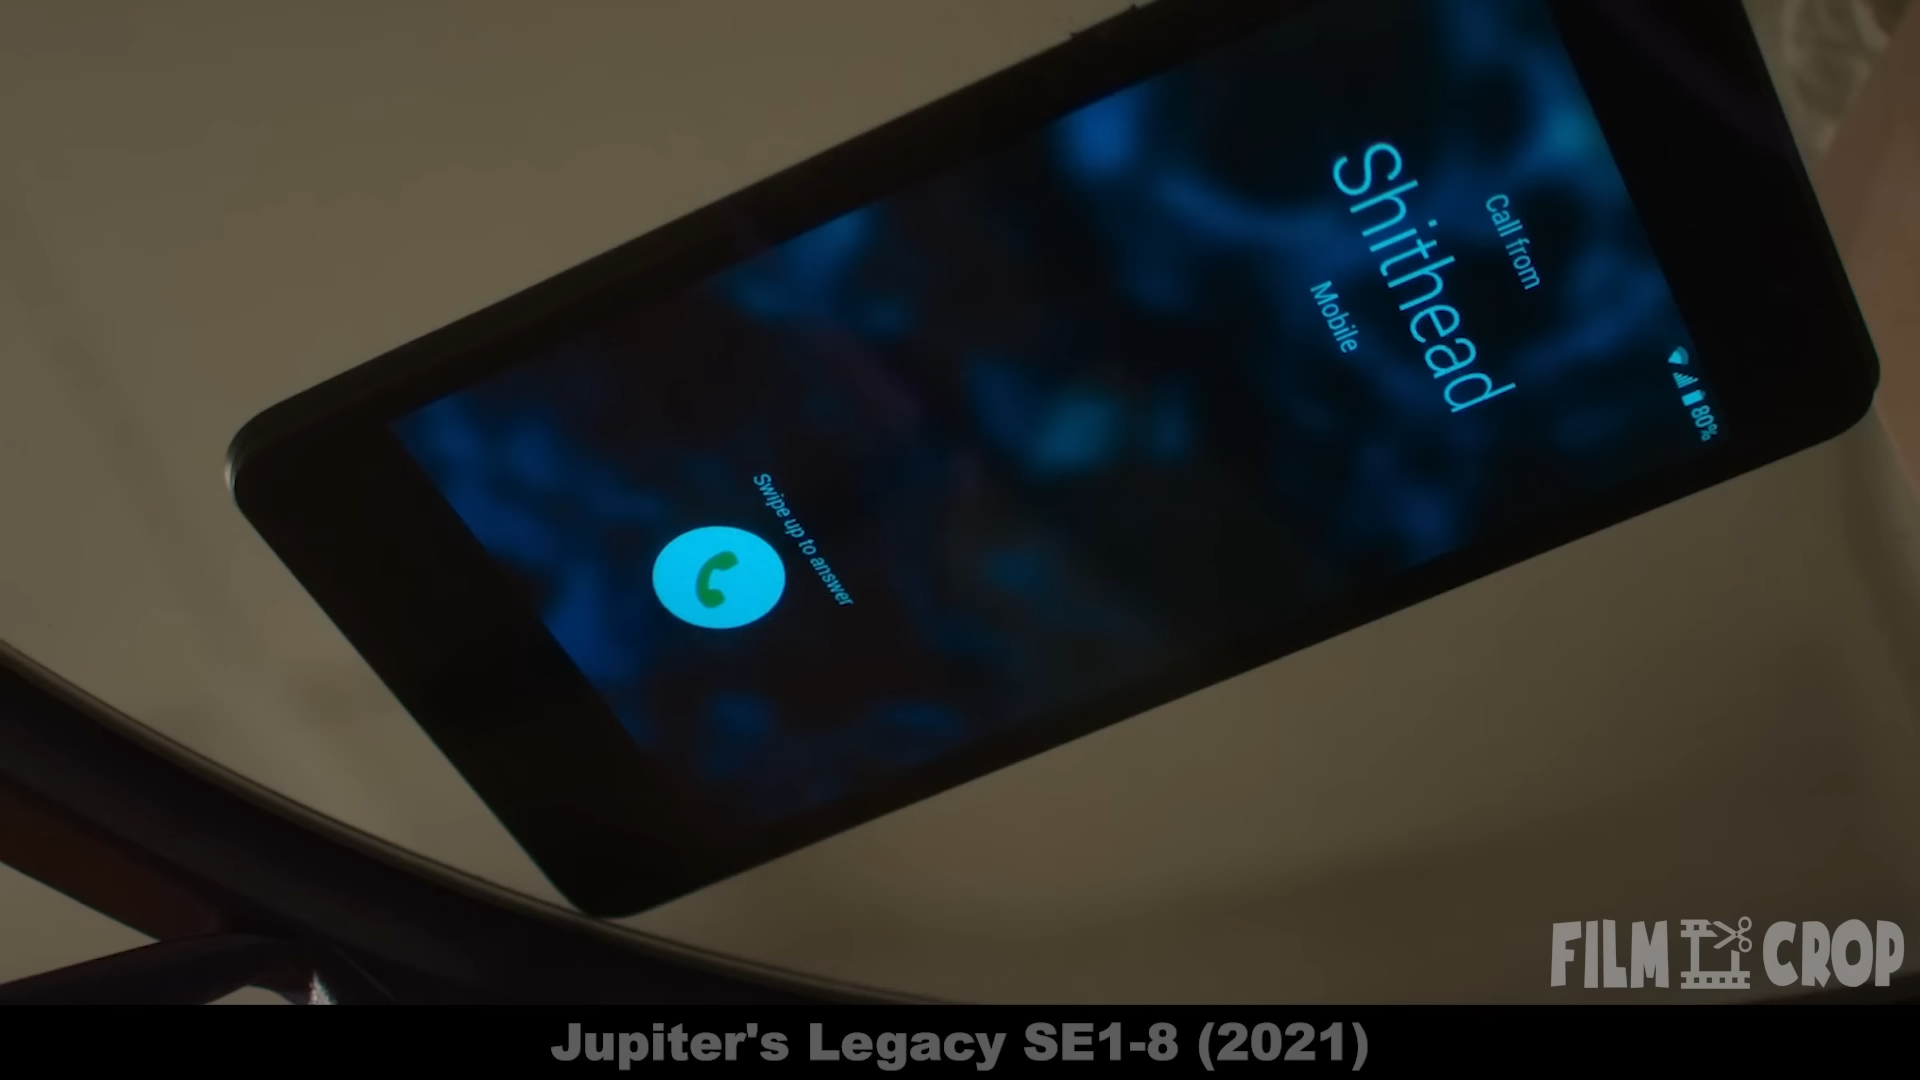 80%
Call from
Shithead
Mobile
Swipe up to answer
FILM CROP
Jupiter's Legacy SE1-8 (2021)